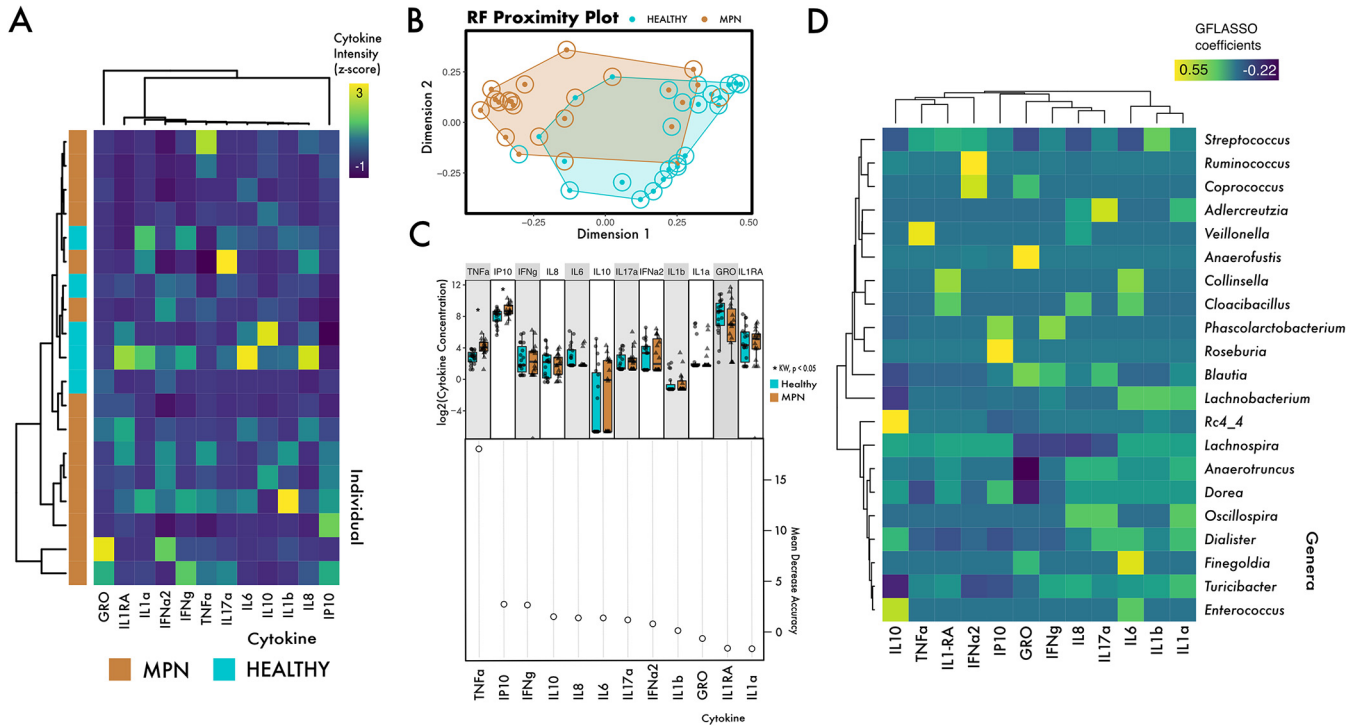 A
Cytokine
Intensity
(z-score)
3
-1
Individual
GRO
IL1RA
IL1a
IFNa2
IFNg
TNFa
IL17a
IL6
IL10
IL1b
IL8
IP10
Cytokine
MPN
HEALTHY
B
RF Proximity Plot
HEALTHY
MPN
Dimension 2
0.25
0.00
-0.25
-0.25
0.00
0.25
0.50
Dimension 1
C
TNFa IP10 IFNg IL8 IL6 IL10 IL17a IFNa2 IL1b IL1a GRO IL1RA
log2(Cytokine Concentration)
12
8
4
0
-4
* *
* KW, p < 0.05
Healthy
MPN
15
10
5
0
Mean Decrease Accuracy
TNFa
IP10
IFNg
IL10
IL8
IL6
IL17a
IFNa2
IL1b
GRO
IL1RA
IL1a
Cytokine
D
GFLASSO
coefficients
0.55 -0.22
Streptococcus
Ruminococcus
Coprococcus
Adlercreutzia
Veillonella
Anaerofustis
Collinsella
Cloacibacillus
Phascolarctobacterium
Roseburia
Blautia
Lachnobacterium
Rc4_4
Lachnospira
Anaerotruncus
Dorea
Oscillospira
Dialister
Finegoldia
Turicibacter
Enterococcus
Genera
IL10
TNFa
IL1-RA
IFNa2
IP10
GRO
IFNg
IL8
IL17a
IL6
IL1b
IL1a